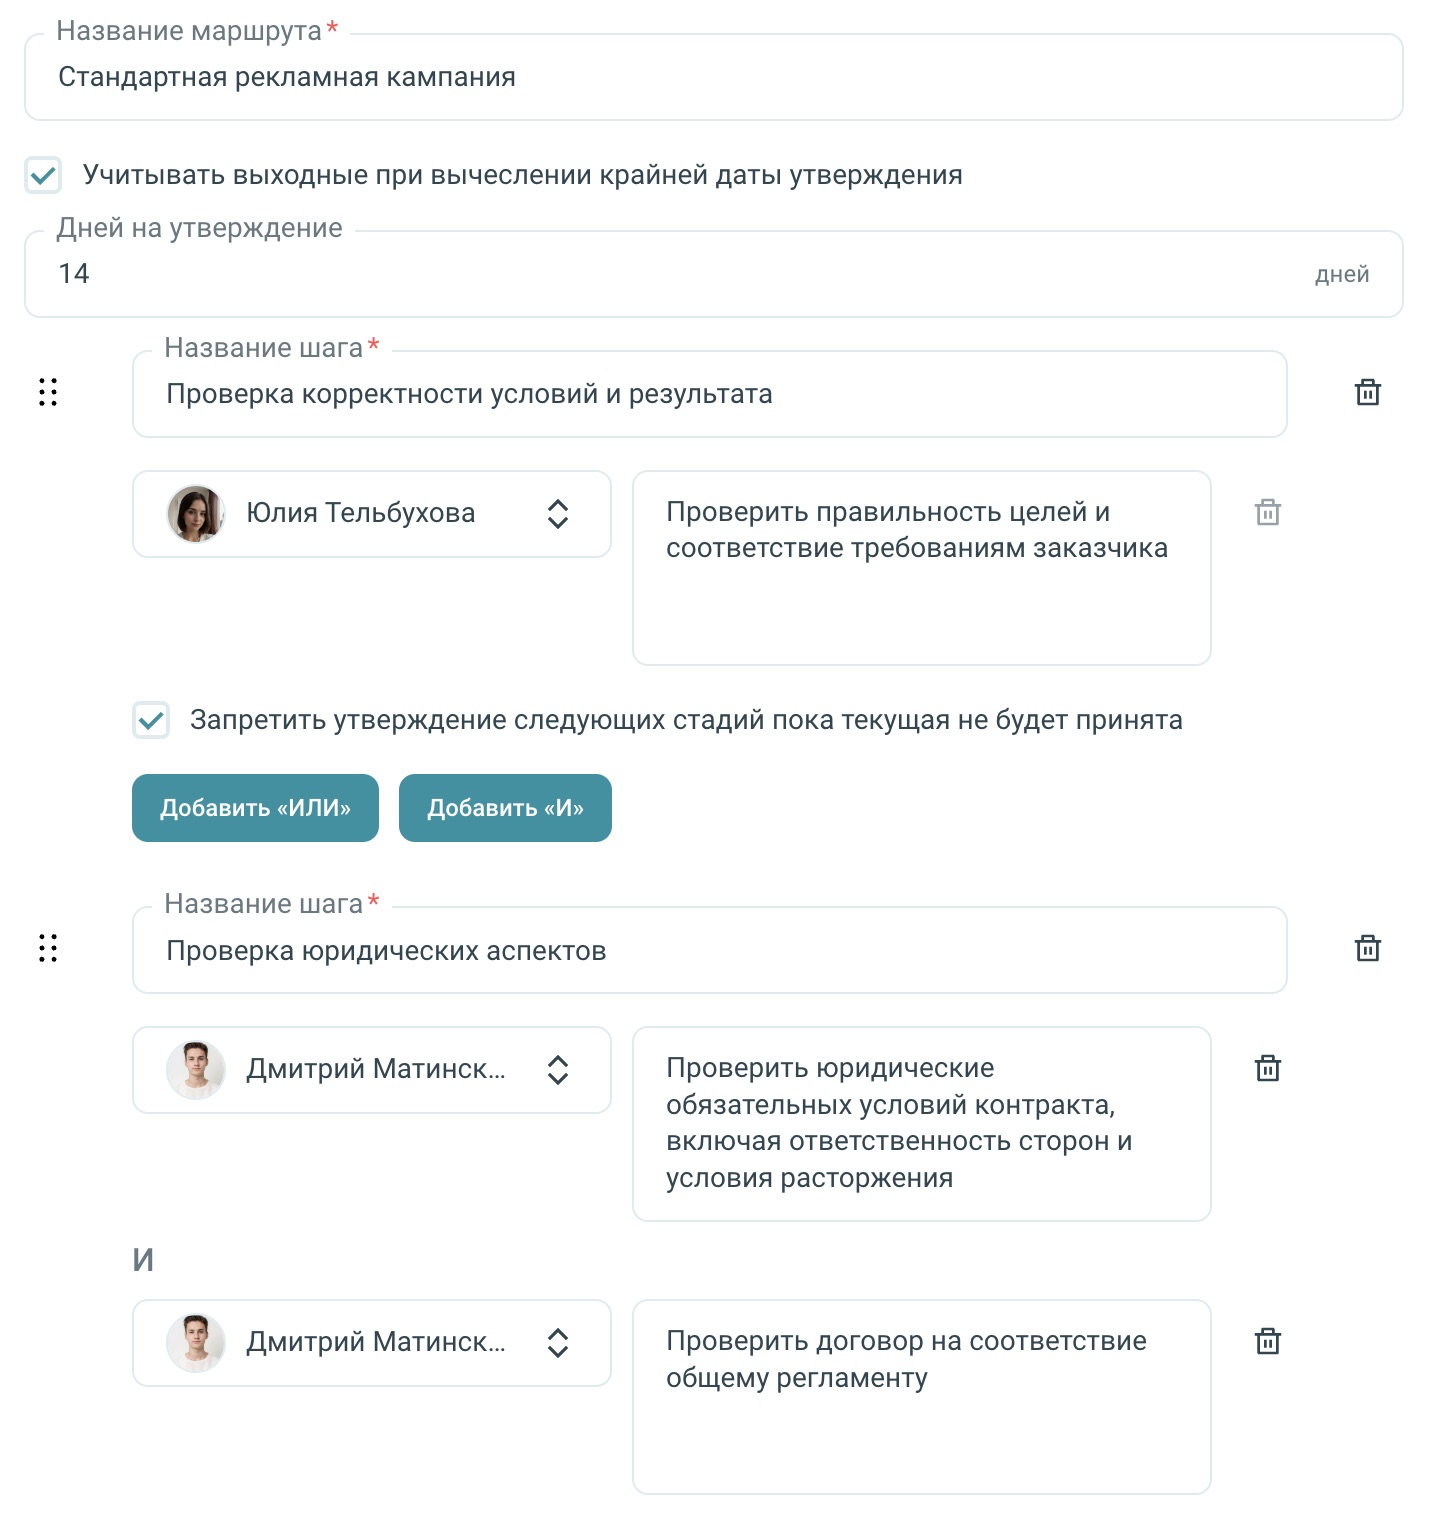 Название маршрута*
Стандартная рекламная кампания
Учитывать выходные при вычеслении крайней даты утверждения
Дней на утверждение
14 дней
Название шага*
Проверка корректности условий и результата
Юлия Тельбухова
Проверить правильность целей и
соответствие требованиям заказчика
Запретить утверждение следующих стадий пока текущая не будет принята
Добавить «ИЛИ» Добавить «И»
Название шага*
Проверка юридических аспектов
Дмитрий Матинск...
Проверить юридические
обязательных условий контракта,
включая ответственность сторон и
условия расторжения
И
Дмитрий Матинск...
Проверить договор на соответствие
общему регламенту